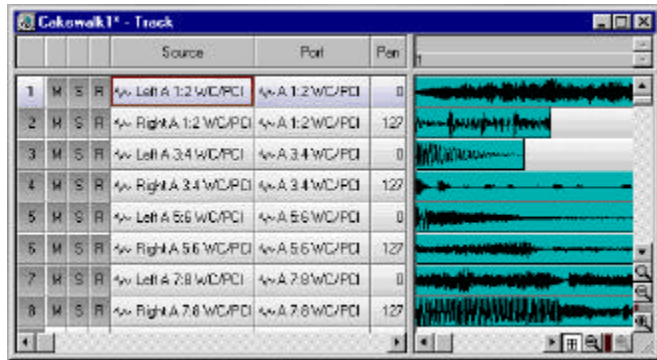 Cakewalk1* - Track
Source Port Pan
1
1 M S R Left A 1:2 WC/PCI A 1:2 WC/PCI 0
2 M S R Right A 1:2 WC/PCI A 1:2 WC/PCI 127
3 M S R Left A 3:4 WC/PCI A 3:4 WC/PCI 0
4 M S R Right A 3:4 WC/PCI A 3:4 WC/PCI 127
5 M S R Left A 5:6 WC/PCI A 5:6 WC/PCI 0
6 M S R Right A 5:6 WC/PCI A 5:6 WC/PCI 127
7 M S R Left A 7:8 WC/PCI A 7:8 WC/PCI 0
8 M S R Right A 7:8 WC/PCI A 7:8 WC/PCI 127